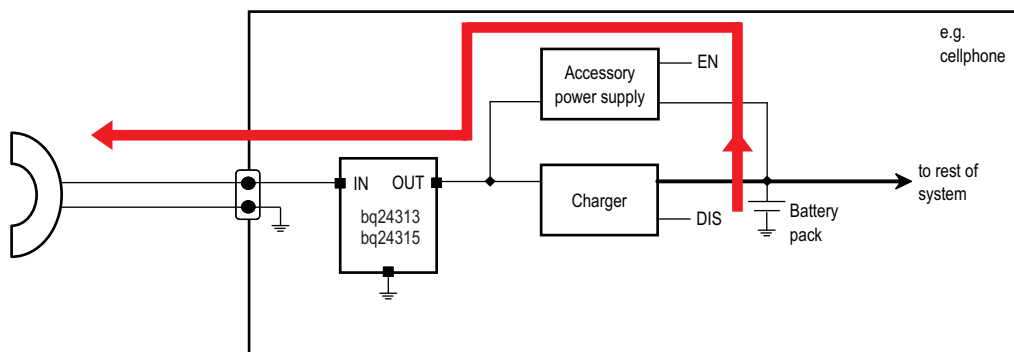 e.g.
cellphone
Accessory
power supply
EN
IN
OUT
bq24313
bq24315
Charger
DIS
Battery
pack
to rest of
system